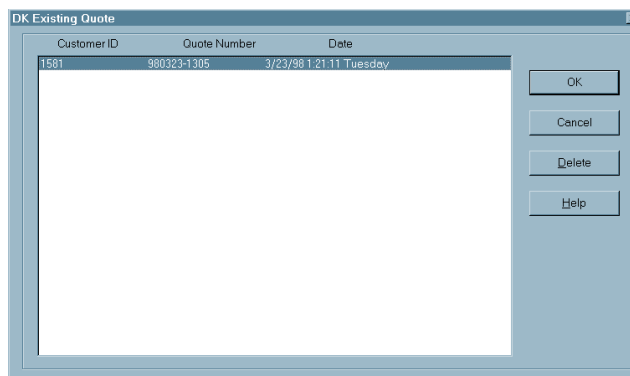 DK Existing Quote
Customer ID Quote Number Date
1581 980323-1305 3/23/98 1:21:11 Tuesday
OK
Cancel
Delete
Help